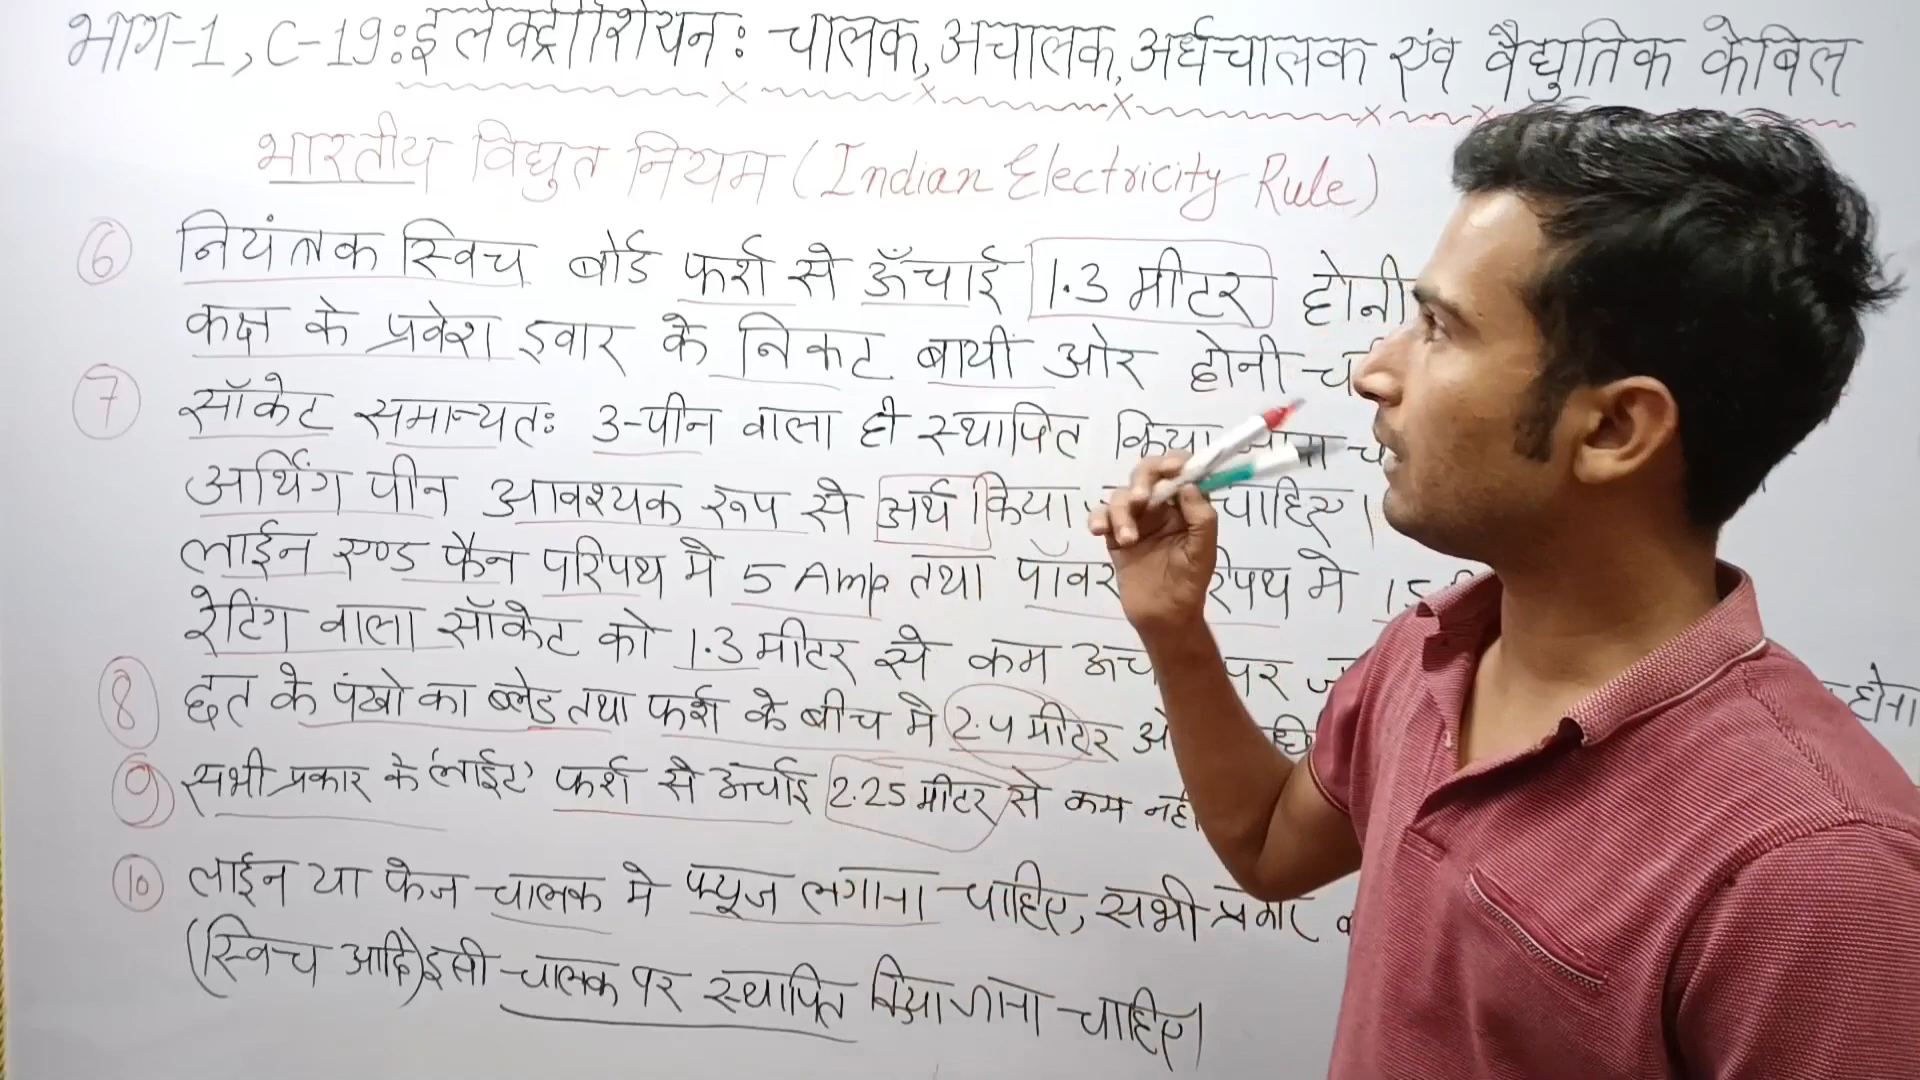 भाग-1, C-19: इलेक्ट्रीशियन: चालक, अचालक, अर्धचालक एंव वैद्युतिक केबिल
भारतीय विद्युत नियम (Indian Electricity Rule)
6 नियंत्रक स्विच बोर्ड फर्श से ऊँचाई 1.3 मीटर होनी
कक्ष के प्रवेश द्वार के निकट बायीं ओर होनी
7 सॉकेट समान्यतः 3-पीन वाला ही स्थापित किया
अर्थिंग पीन आवश्यक रूप से अर्थ किया चाहिए।
लाईन एण्ड फैन परिपथ मे 5 Amp तथा पॉवर मे 15
रेटिंग वाला सॉकेट को 1.3 मीटर से कम पर
होना
8 छत के पंखो का ब्लेड तथा फर्श के बीच मे 2.4 मीटर
9 सभी प्रकार के 'लाईट' फर्श से ऊचाई 2.25 मीटर से कम नही
10 लाईन या फेज चालक मे फ्यूज लगाना चाहिए, सभी प्रकार
(स्विच आदि) इसी चालक पर स्थापित किया जाना चाहिए।